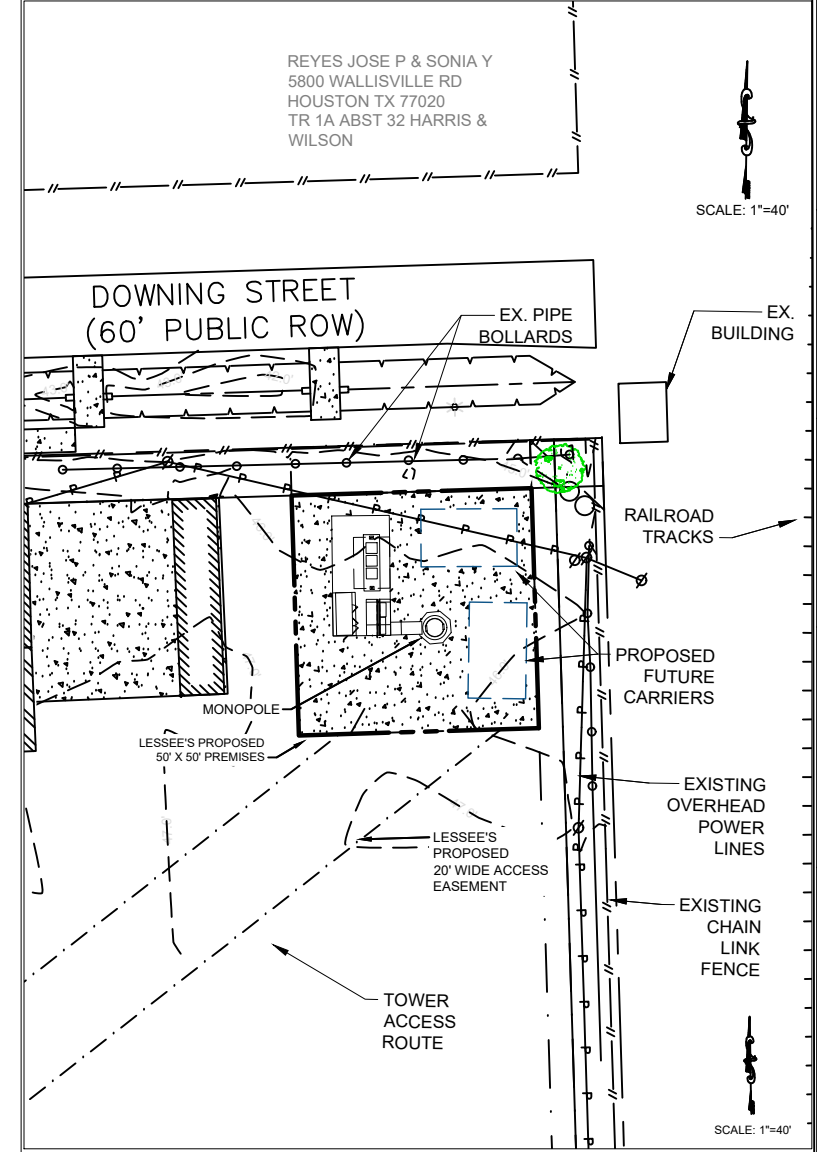 REYES JOSE P & SONIA Y
5800 WALLISVILLE RD
HOUSTON TX 77020
TR 1A ABST 32 HARRIS &
WILSON
SCALE: 1"=40'
DOWNING STREET
(60' PUBLIC ROW)
EX. PIPE
BOLLARDS
EX.
BUILDING
RAILROAD
TRACKS
PROPOSED
FUTURE
CARRIERS
MONOPOLE
LESSEE'S PROPOSED
50' X 50' PREMISES
LESSEE'S
PROPOSED
20' WIDE ACCESS
EASEMENT
EXISTING
OVERHEAD
POWER
LINES
EXISTING
CHAIN
LINK
FENCE
TOWER
ACCESS
ROUTE
SCALE: 1"=40'